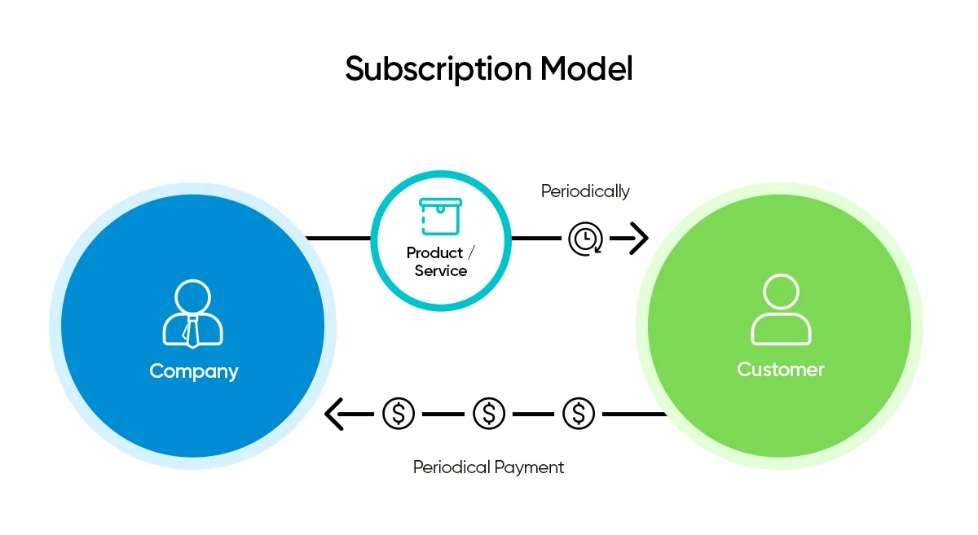 Subscription Model
Periodically
Product /
Service
Company
Customer
$ $ $
Periodical Payment